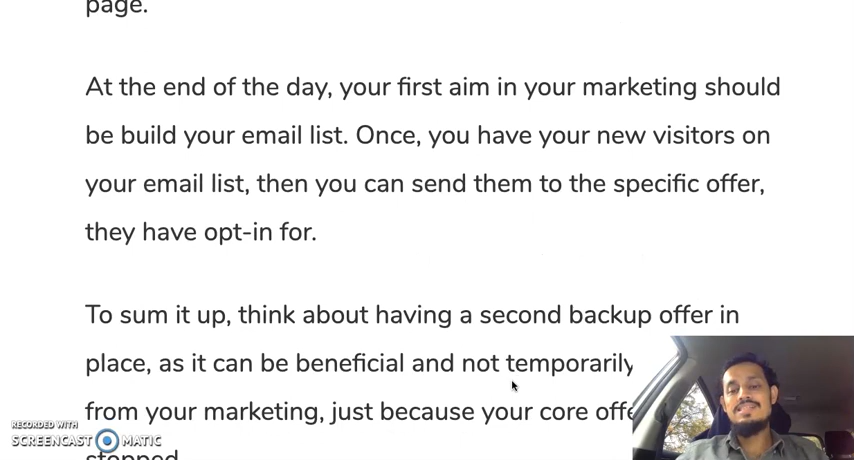 page.
At the end of the day, your first aim in your marketing should
be build your email list. Once, you have your new visitors on
your email list, then you can send them to the specific offer,
they have opt-in for.
To sum it up, think about having a second backup offer in
place, as it can be beneficial and not temporarily
from your marketing, just because your core offe
stopped
RECORDED WITH
SCREENCAST MATIC